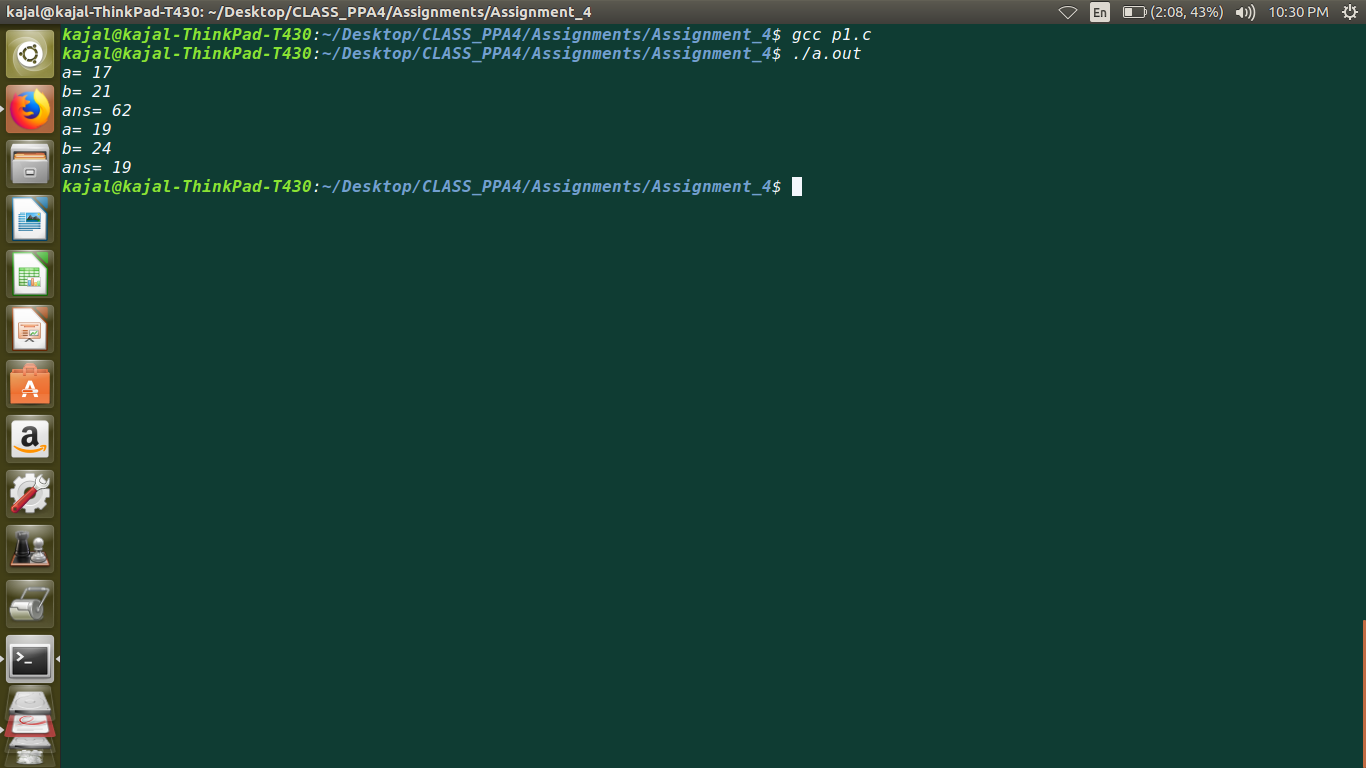 kajal@kajal-ThinkPad-T430: ~/Desktop/CLASS_PPA4/Assignments/Assignment_4
En (2:08, 43%) 10:30 PM
kajal@kajal-ThinkPad-T430:~/Desktop/CLASS_PPA4/Assignments/Assignment_4$ gcc p1.c
kajal@kajal-ThinkPad-T430:~/Desktop/CLASS_PPA4/Assignments/Assignment_4$ ./a.out
a= 17
b= 21
ans= 62
a= 19
b= 24
ans= 19
kajal@kajal-ThinkPad-T430:~/Desktop/CLASS_PPA4/Assignments/Assignment_4$